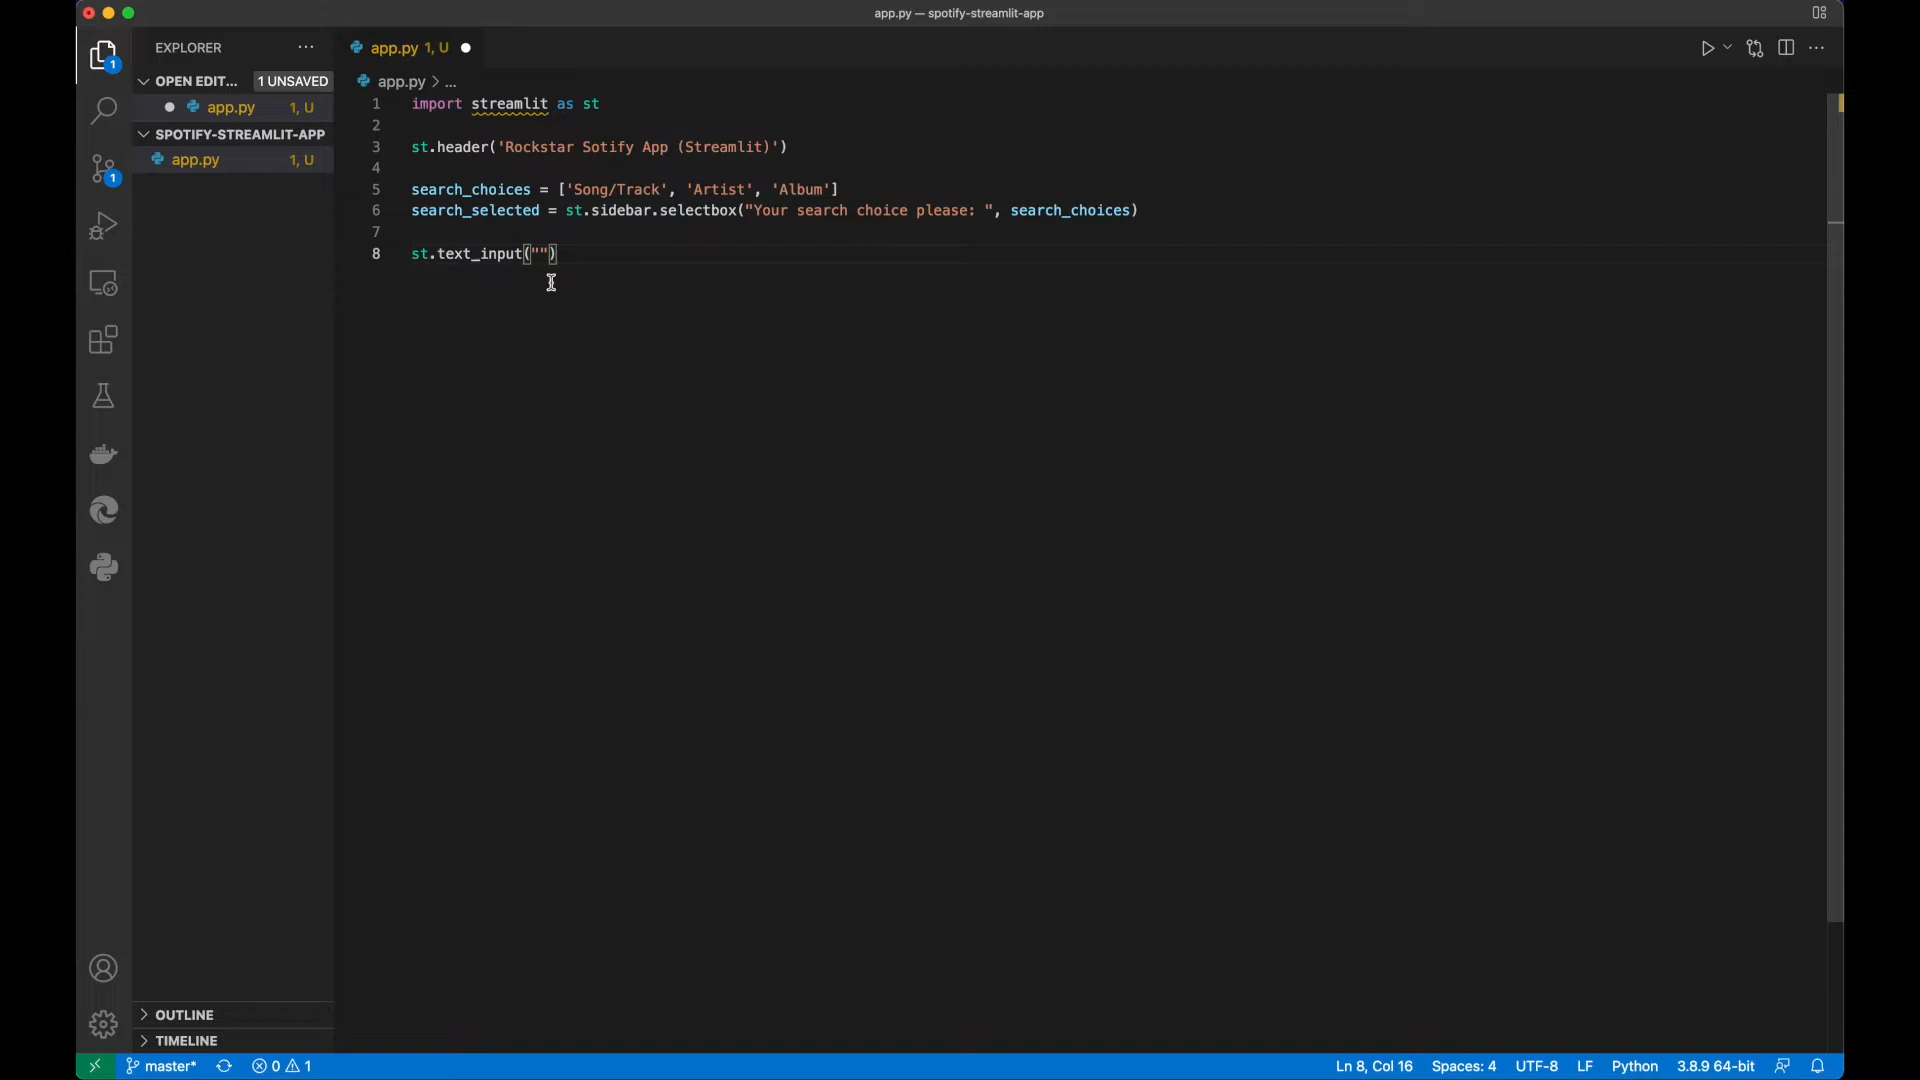 app.py — spotify-streamlit-app
EXPLORER
app.py 1, U
1
OPEN EDIT... 1 UNSAVED
app.py > ...
app.py 1, U
SPOTIFY-STREAMLIT-APP
app.py 1, U
1
1 import streamlit as st
2
3 st.header('Rockstar Sotify App (Streamlit)')
4
5 search_choices = ['Song/Track', 'Artist', 'Album']
6 search_selected = st.sidebar.selectbox("Your search choice please: ", search_choices)
7
8 st.text_input("")
OUTLINE
TIMELINE
master* 0 1 Ln 8, Col 16 Spaces: 4 UTF-8 LF Python 3.8.9 64-bit